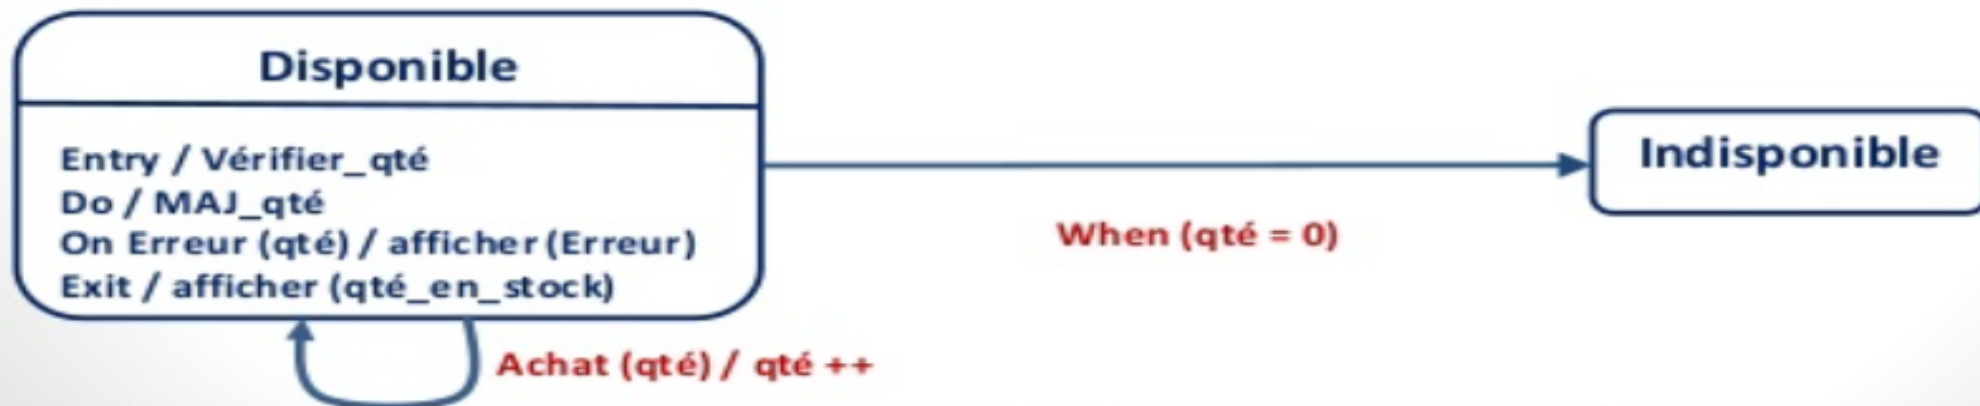 Disponible
Entry / Vérifier_qté
Do / MAJ_qté
On Erreur (qté) / afficher (Erreur)
Exit / afficher (qté_en_stock)
Achat (qté) / qté ++
When (qté = 0)
Indisponible